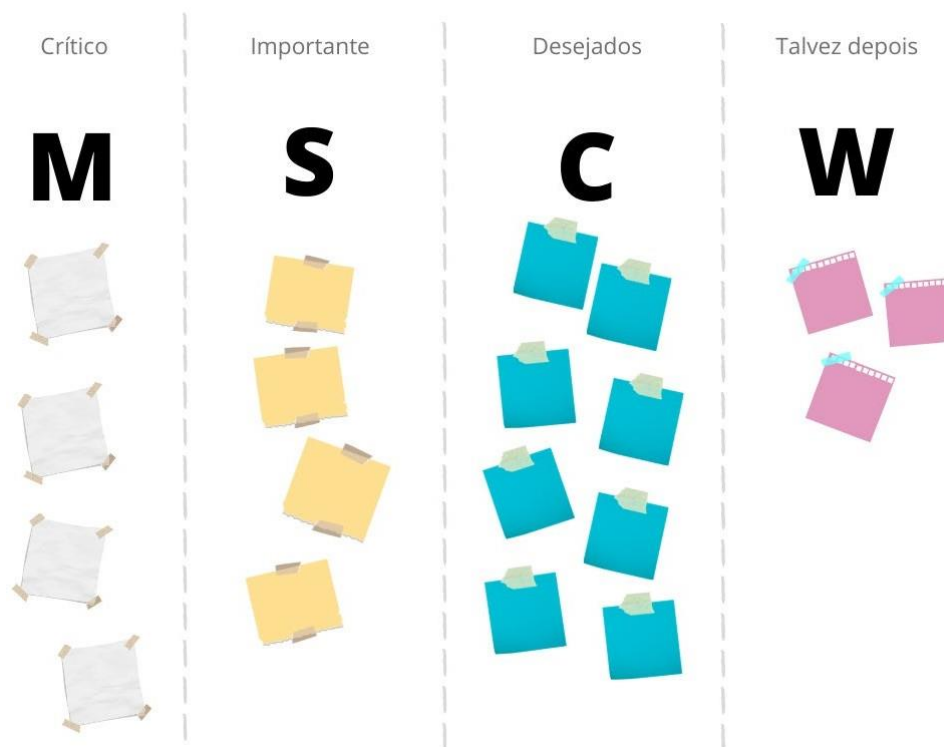 Crítico
Importante
Desejados
Talvez depois
M
S
C
W